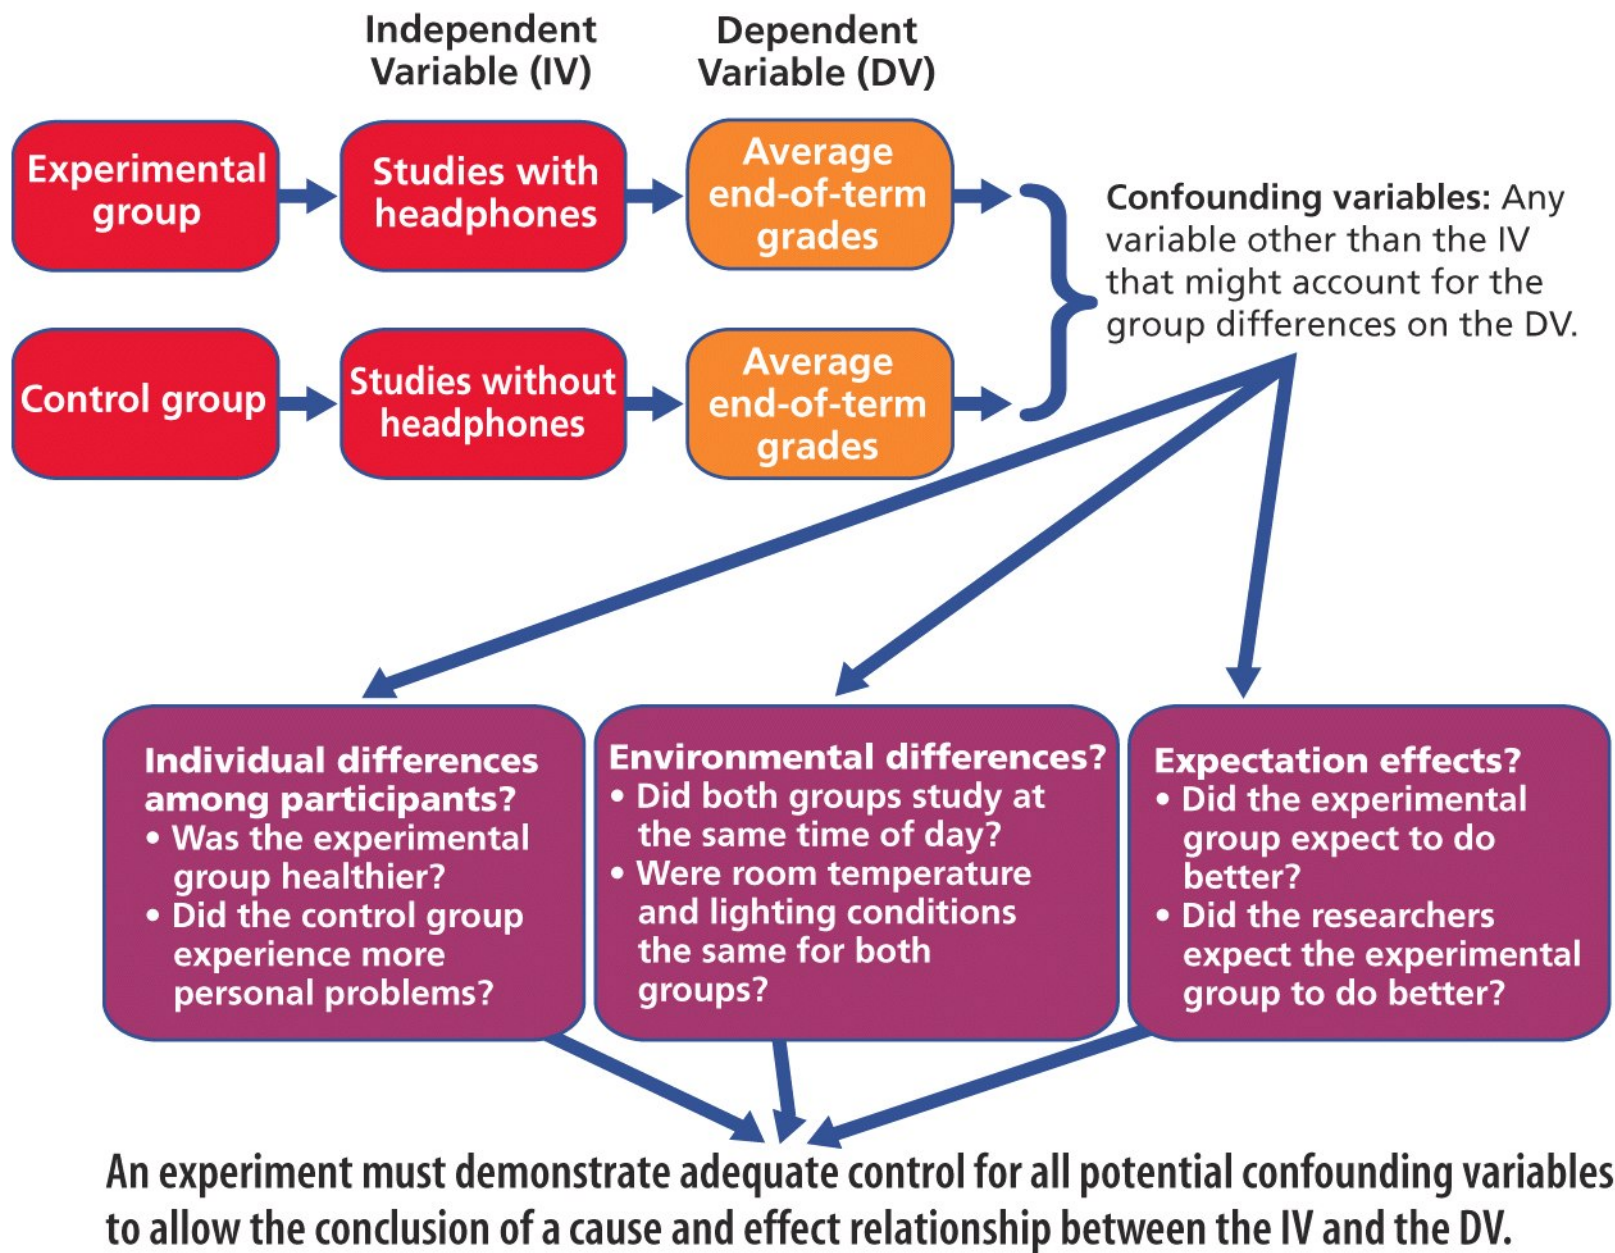 Independent
Variable (IV)
Dependent
Variable (DV)
Experimental
group
Studies with
headphones
Average
end-of-term
grades
Control group
Studies without
headphones
Average
end-of-term
grades
Confounding variables: Any
variable other than the IV
that might account for the
group differences on the DV.
Individual differences
among participants?
• Was the experimental
group healthier?
• Did the control group
experience more
personal problems?
Environmental differences?
• Did both groups study at
the same time of day?
• Were room temperature
and lighting conditions
the same for both
groups?
Expectation effects?
• Did the experimental
group expect to do
better?
• Did the researchers
expect the experimental
group to do better?
An experiment must demonstrate adequate control for all potential confounding variables
to allow the conclusion of a cause and effect relationship between the IV and the DV.